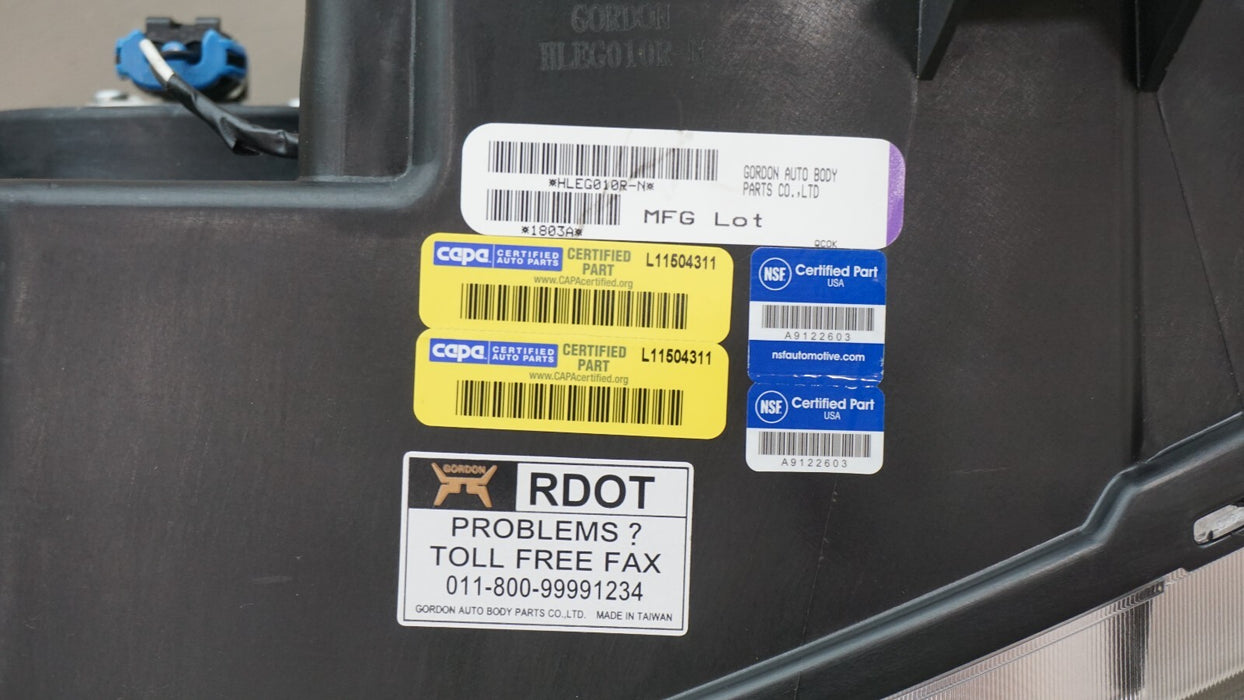 GORDON
HLEG010R-N
*HLEG010R-N*
GORDON AUTO BODY
PARTS CO.,LTD
*1803A*
MFG Lot
QCOK
capa CERTIFIED AUTO PARTS
CERTIFIED PART
L11504311
www.CAPAcertified.org
capa CERTIFIED AUTO PARTS
CERTIFIED PART
L11504311
www.CAPAcertified.org
NSF Certified Part
USA
A9122603
nsfautomotive.com
NSF Certified Part
USA
A9122603
GORDON
RDOT
PROBLEMS ?
TOLL FREE FAX
011-800-99991234
GORDON AUTO BODY PARTS CO.,LTD. MADE IN TAIWAN